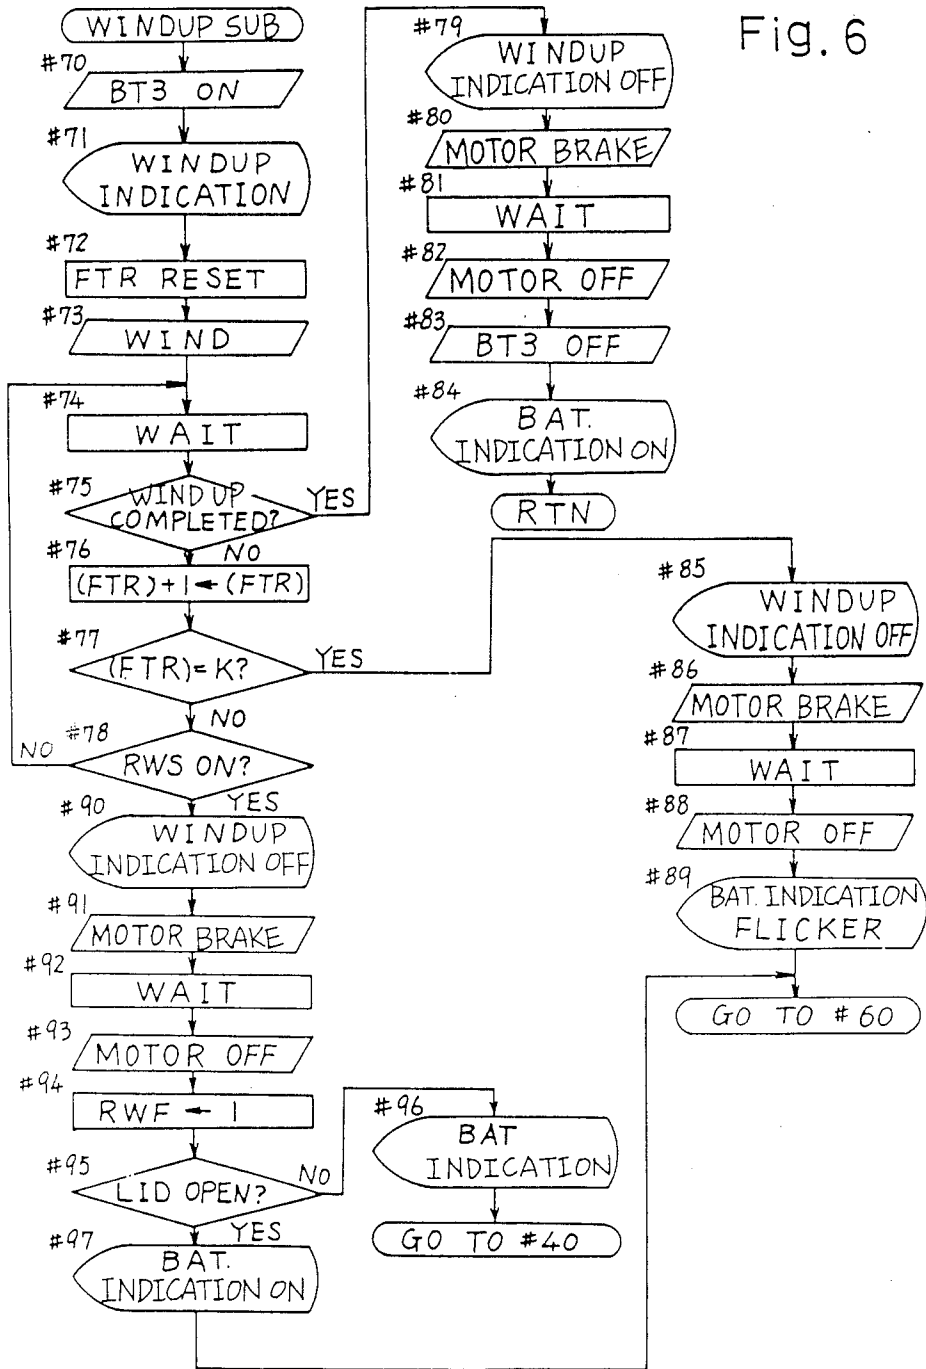 Fig. 6
WINDUP SUB
#70
BT3 ON
#71
WINDUP
INDICATION
#72
FTR RESET
#73
WIND
#74
WAIT
#75
WIND UP
COMPLETED?
YES
NO
#76
(FTR)+1←(FTR)
#77
(FTR)=K?
YES
NO
#78
RWS ON?
NO
YES
#90
WINDUP
INDICATION OFF
#91
MOTOR BRAKE
#92
WAIT
#93
MOTOR OFF
#94
RWF ← 1
#95
LID OPEN?
NO
YES
#97
BAT.
INDICATION ON
#96
BAT
INDICATION
GO TO #40
#79
WINDUP
INDICATION OFF
#80
MOTOR BRAKE
#81
WAIT
#82
MOTOR OFF
#83
BT3 OFF
#84
BAT.
INDICATION ON
RTN
#85
WINDUP
INDICATION OFF
#86
MOTOR BRAKE
#87
WAIT
#88
MOTOR OFF
#89
BAT. INDICATION
FLICKER
GO TO #60